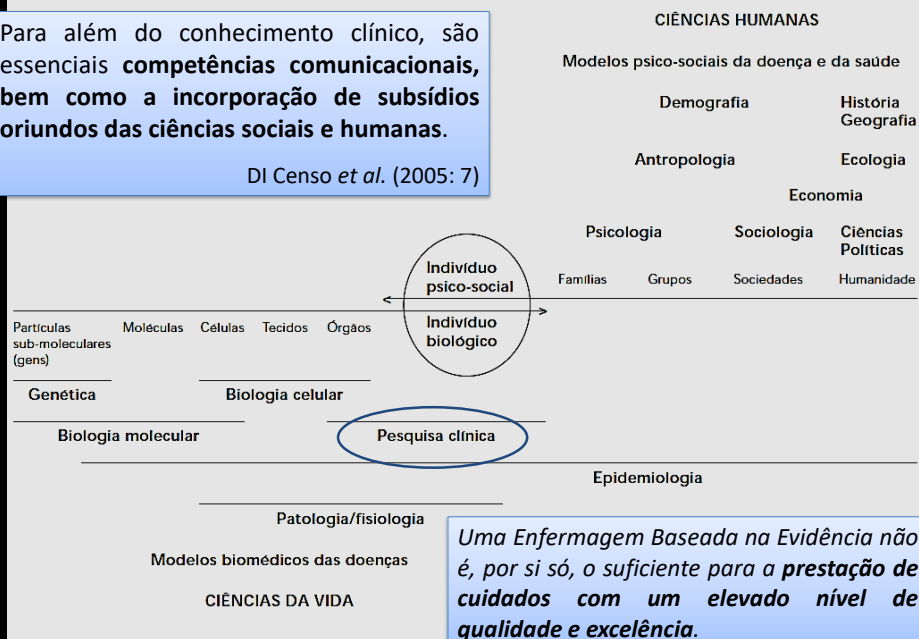 Para além do conhecimento clínico, são
essenciais competências comunicacionais,
bem como a incorporação de subsídios
oriundos das ciências sociais e humanas.
DI Censo et al. (2005: 7)
CIÊNCIAS HUMANAS
Modelos psico-sociais da doença e da saúde
Demografia História
Geografia
Antropologia Ecologia
Economia
Psicologia Sociologia Ciências
Políticas
Famílias Grupos Sociedades Humanidade
Indivíduo
psico-social
Indivíduo
biológico
Partículas
sub-moleculares
(gens)
Moléculas Células Tecidos Órgãos
Genética Biologia celular
Biologia molecular Pesquisa clínica
Epidemiologia
Patologia/fisiologia
Modelos biomédicos das doenças
CIÊNCIAS DA VIDA
Uma Enfermagem Baseada na Evidência não
é, por si só, o suficiente para a prestação de
cuidados com um elevado nível de
qualidade e excelência.